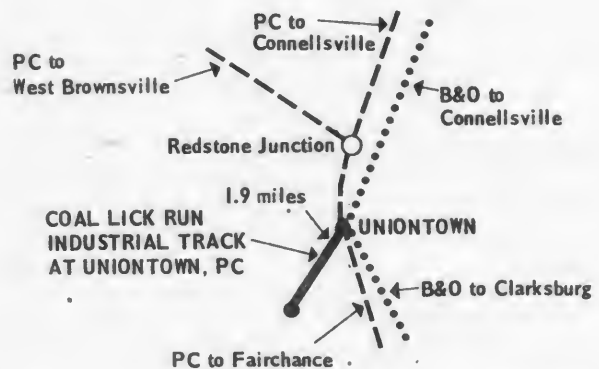 PC to
Connellsville
PC to
West Brownsville
B&O to
Connellsville
Redstone Junction
1.9 miles
COAL LICK RUN
INDUSTRIAL TRACK
AT UNIONTOWN, PC
UNIONTOWN
B&O to Clarksburg
PC to Fairchance